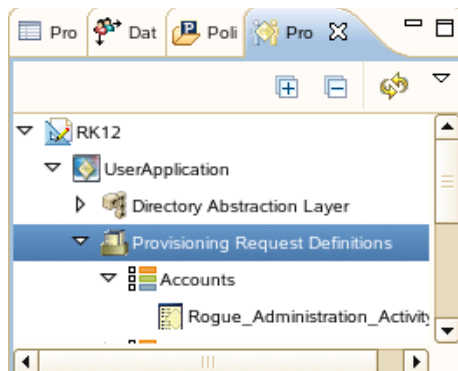 Pro Dat Poli Pro
RK12
UserApplication
Directory Abstraction Layer
Provisioning Request Definitions
Accounts
Rogue_Administration_Activity